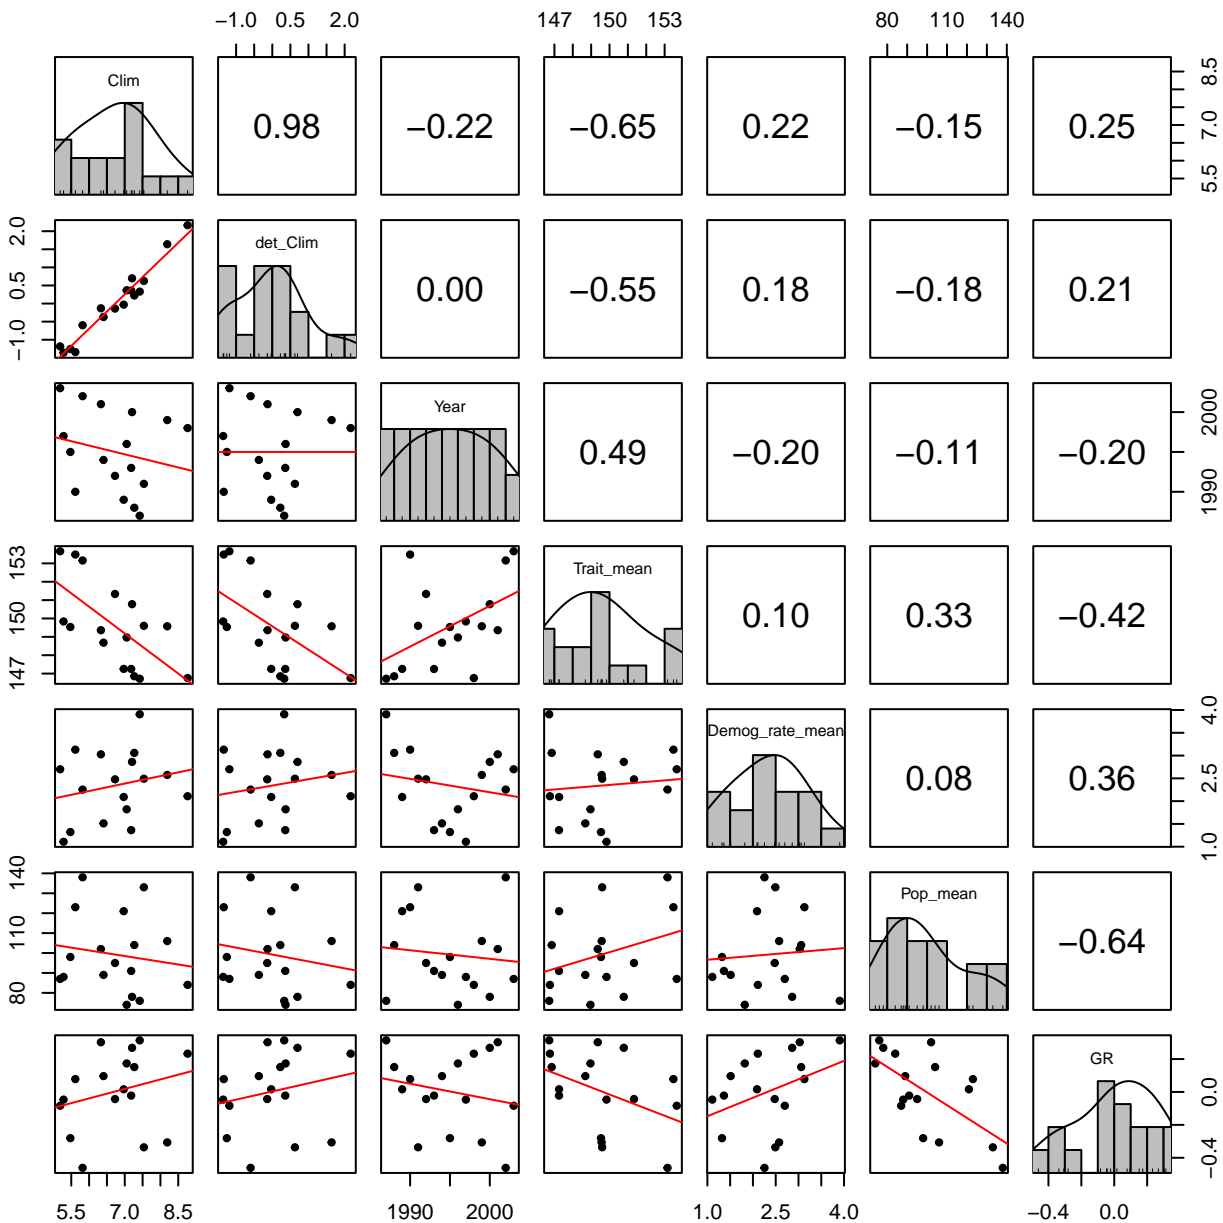 −1.0 0.5 2.0 147 150 153 80 110 140
Clim 0.98 −0.22 −0.65 0.22 −0.15 0.25 5.5 7.0 8.5
−1.0 0.5 2.0 det_Clim 0.00 −0.55 0.18 −0.18 0.21
Year 0.49 −0.20 −0.11 −0.20 1990 2000
147 150 153 Trait_mean 0.10 0.33 −0.42
Demog_rate_mean 0.08 0.36 1.0 2.5 4.0
80 110 140 Pop_mean −0.64
GR −0.4 0.0
5.5 7.0 8.5 1990 2000 1.0 2.5 4.0 −0.4 0.0